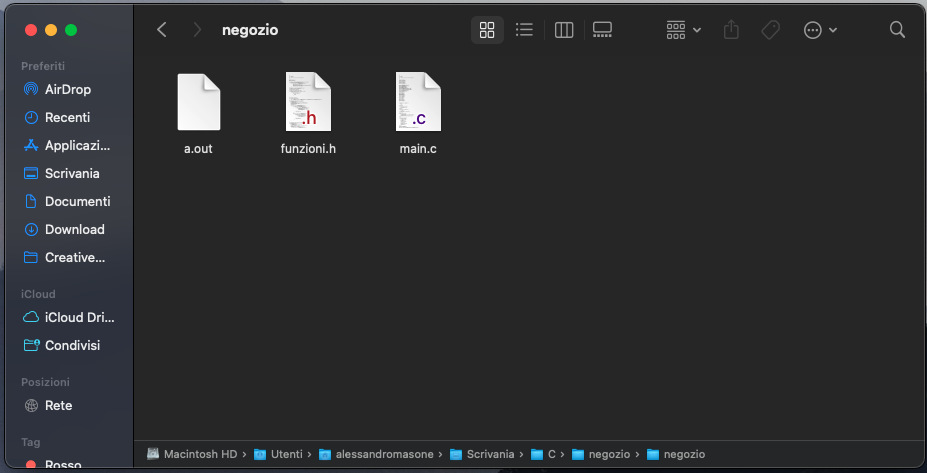 negozio
Preferiti
AirDrop
Recenti
Applicazi...
Scrivania
Documenti
Download
Creative...
iCloud
iCloud Dri...
Condivisi
Posizioni
Rete
Tag
Rosso
.h
.c
a.out
funzioni.h
main.c
Macintosh HD › Utenti › alessandromasone › Scrivania › C › negozio › negozio